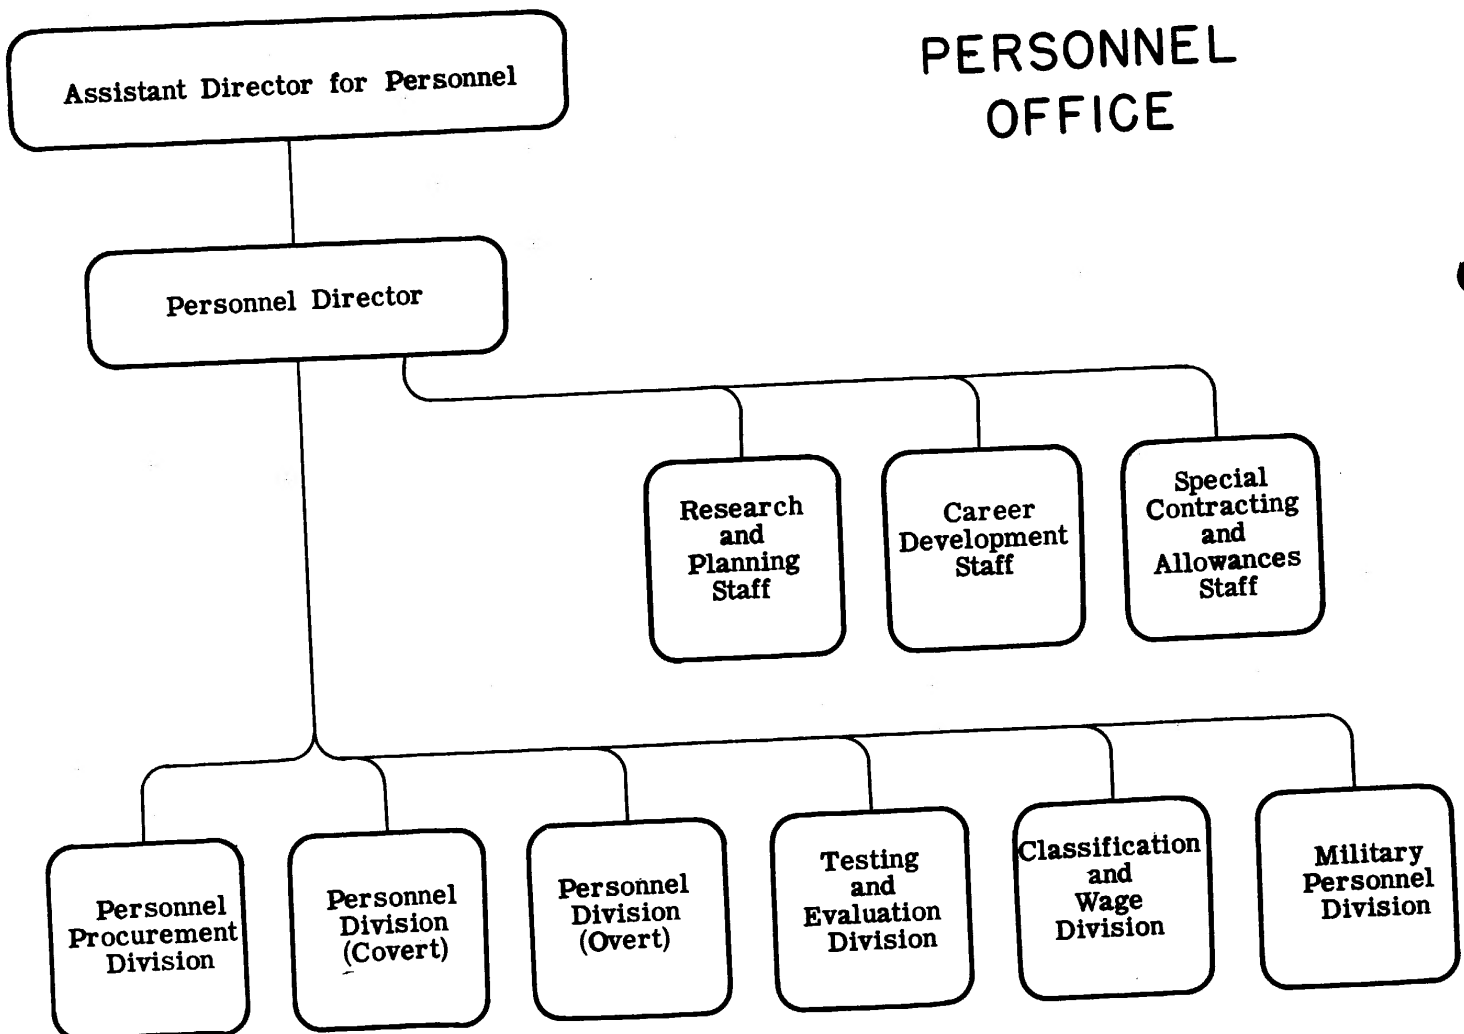 PERSONNEL
OFFICE
Assistant Director for Personnel
Personnel Director
Research
and
Planning
Staff
Career
Development
Staff
Special
Contracting
and
Allowances
Staff
Personnel
Procurement
Division
Personnel
Division
(Covert)
Personnel
Division
(Overt)
Testing
and
Evaluation
Division
Classification
and
Wage
Division
Military
Personnel
Division